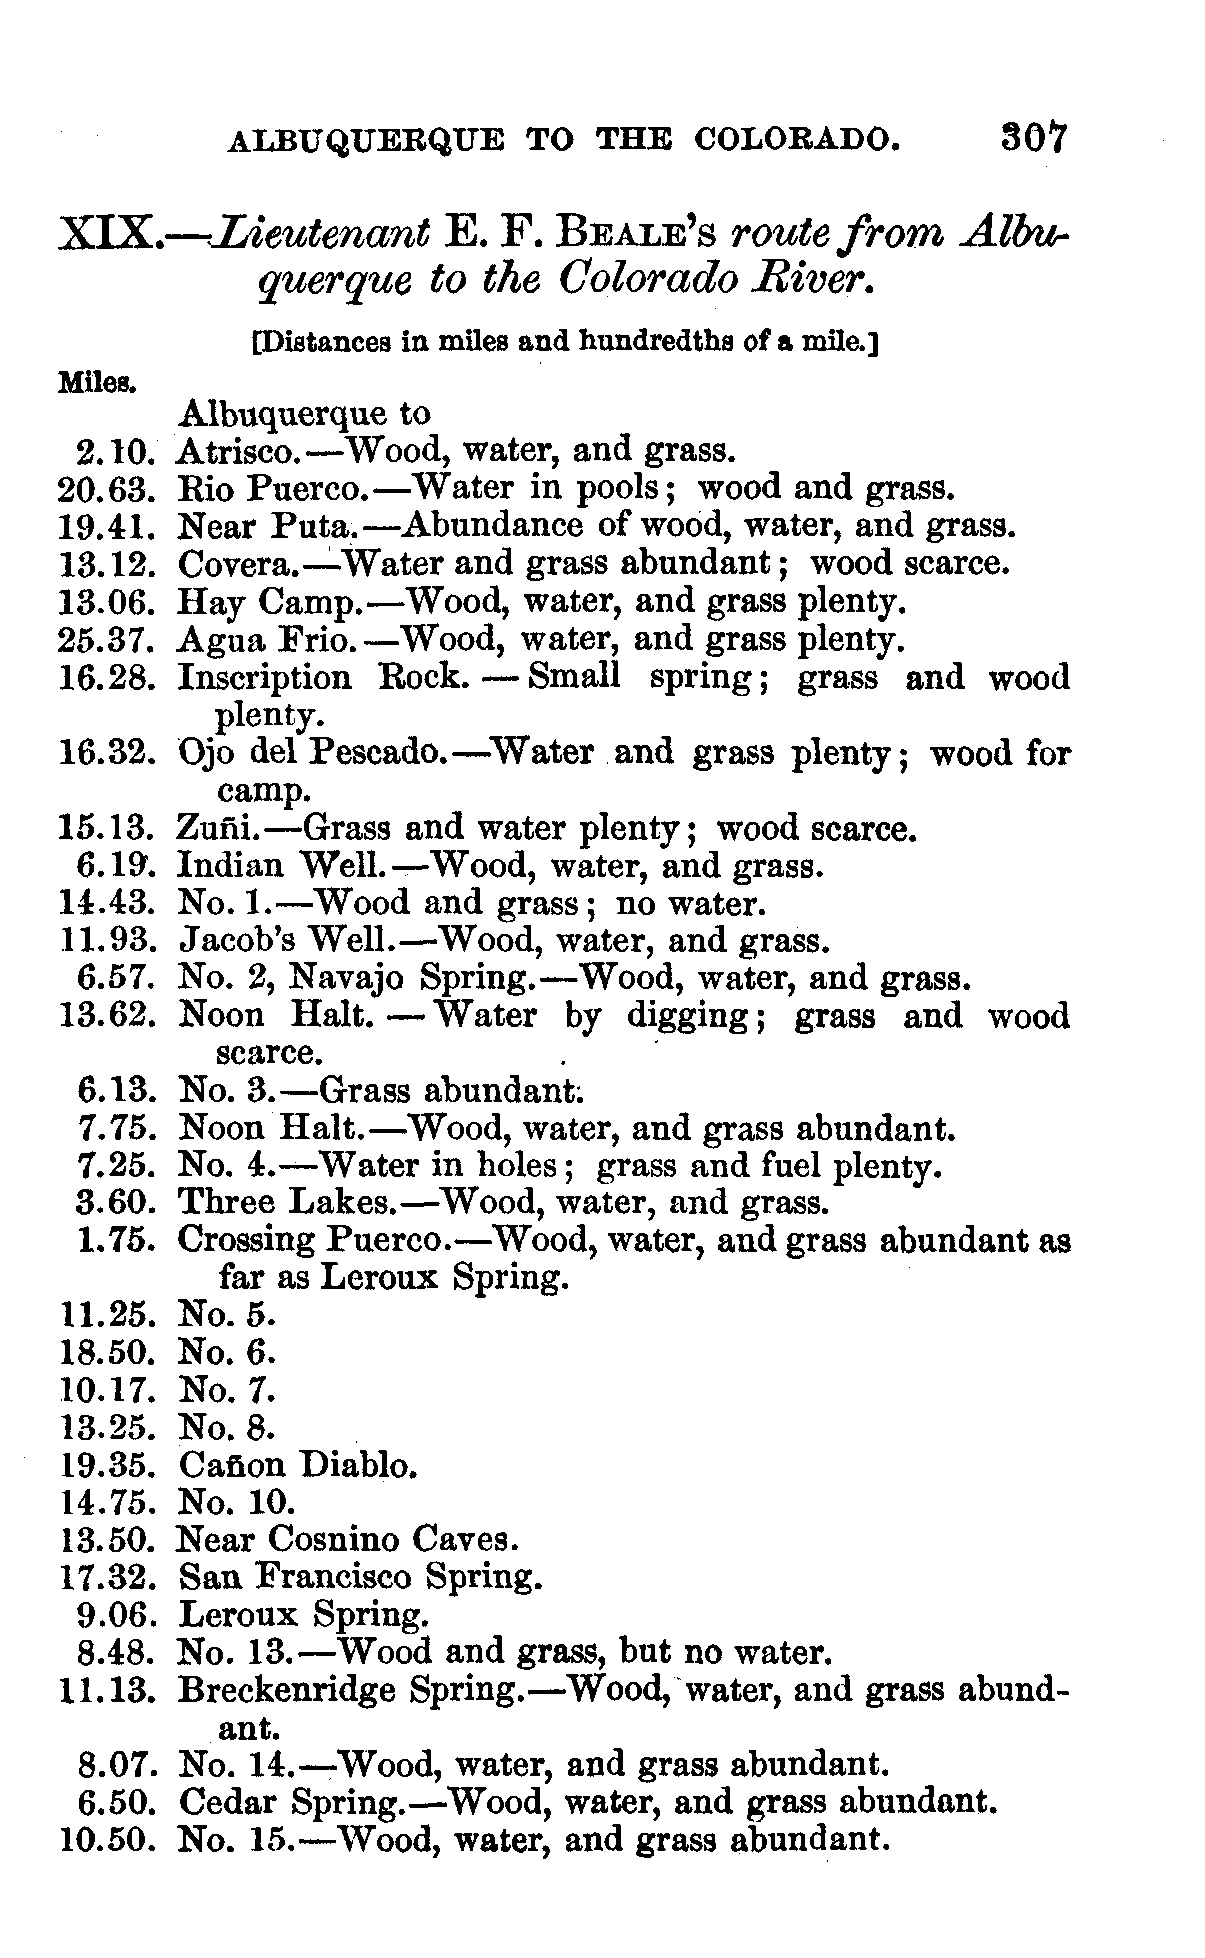 ALBUQUERQUE TO THE COLORADO. 307
XIX.—Lieutenant E. F. BEALE'S route from Albu-
querque to the Colorado River.
[Distances in miles and hundredths of a mile.]
Miles.
Albuquerque to
2.10. Atrisco.—Wood, water, and grass.
20.63. Rio Puerco.—Water in pools; wood and grass.
19.41. Near Puta.—Abundance of wood, water, and grass.
13.12. Covera.—Water and grass abundant; wood scarce.
13.06. Hay Camp.—Wood, water, and grass plenty.
25.37. Agua Frio.—Wood, water, and grass plenty.
16.28. Inscription Rock.—Small spring; grass and wood
plenty.
16.32. Ojo del Pescado.—Water and grass plenty; wood for
camp.
15.13. Zuñi.—Grass and water plenty; wood scarce.
6.19. Indian Well.—Wood, water, and grass.
14.43. No. 1.—Wood and grass; no water.
11.93. Jacob's Well.—Wood, water, and grass.
6.57. No. 2, Navajo Spring.—Wood, water, and grass.
13.62. Noon Halt.—Water by digging; grass and wood
scarce.
6.13. No. 3.—Grass abundant.
7.75. Noon Halt.—Wood, water, and grass abundant.
7.25. No. 4.—Water in holes; grass and fuel plenty.
3.60. Three Lakes.—Wood, water, and grass.
1.75. Crossing Puerco.—Wood, water, and grass abundant as
far as Leroux Spring.
11.25. No. 5.
18.50. No. 6.
10.17. No. 7.
13.25. No. 8.
19.35. Cañon Diablo.
14.75. No. 10.
13.50. Near Cosnino Caves.
17.32. San Francisco Spring.
9.06. Leroux Spring.
8.48. No. 13.—Wood and grass, but no water.
11.13. Breckenridge Spring.—Wood, water, and grass abund-
ant.
8.07. No. 14.—Wood, water, and grass abundant.
6.50. Cedar Spring.—Wood, water, and grass abundant.
10.50. No. 15.—Wood, water, and grass abundant.